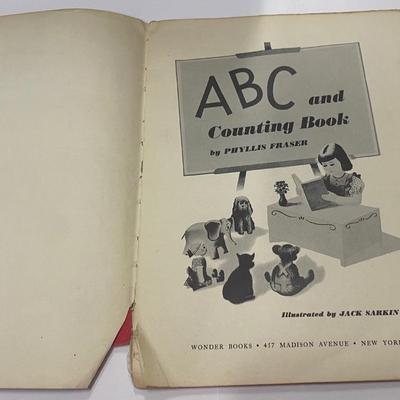 ABC and
Counting Book
by PHYLLIS FRASER
Illustrated by JACK SARKIN
WONDER BOOKS • 457 MADISON AVENUE • NEW YORK